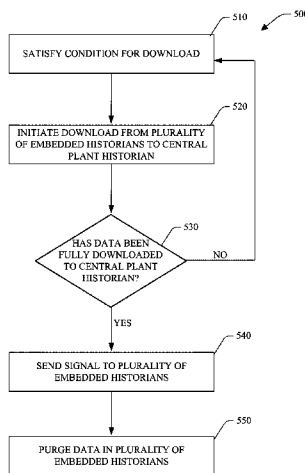 510
500
SATISFY CONDITION FOR DOWNLOAD
520
INITIATE DOWNLOAD FROM PLURALITY
OF EMBEDDED HISTORIANS TO CENTRAL
PLANT HISTORIAN
530
HAS DATA BEEN
FULLY DOWNLOADED
TO CENTRAL PLANT
HISTORIAN?
NO
YES
540
SEND SIGNAL TO PLURALITY OF
EMBEDDED HISTORIANS
550
PURGE DATA IN PLURALITY OF
EMBEDDED HISTORIANS